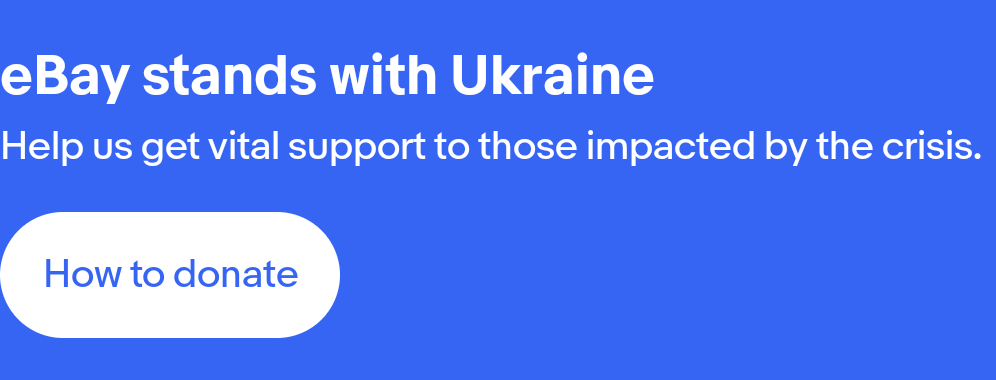 eBay stands with Ukraine
Help us get vital support to those impacted by the crisis.
How to donate